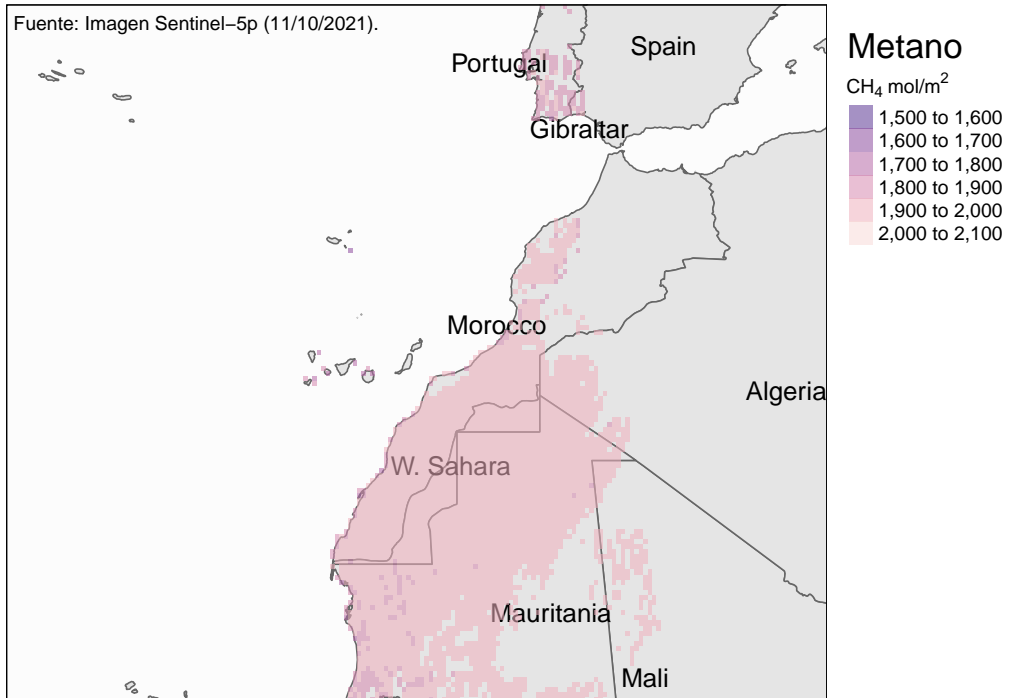 Fuente: Imagen Sentinel−5p (11/10/2021).
Portugal
Spain
Gibraltar
Morocco
Algeria
W. Sahara
Mauritania
Mali
Metano
CH₄ mol/m²
1,500 to 1,600
1,600 to 1,700
1,700 to 1,800
1,800 to 1,900
1,900 to 2,000
2,000 to 2,100